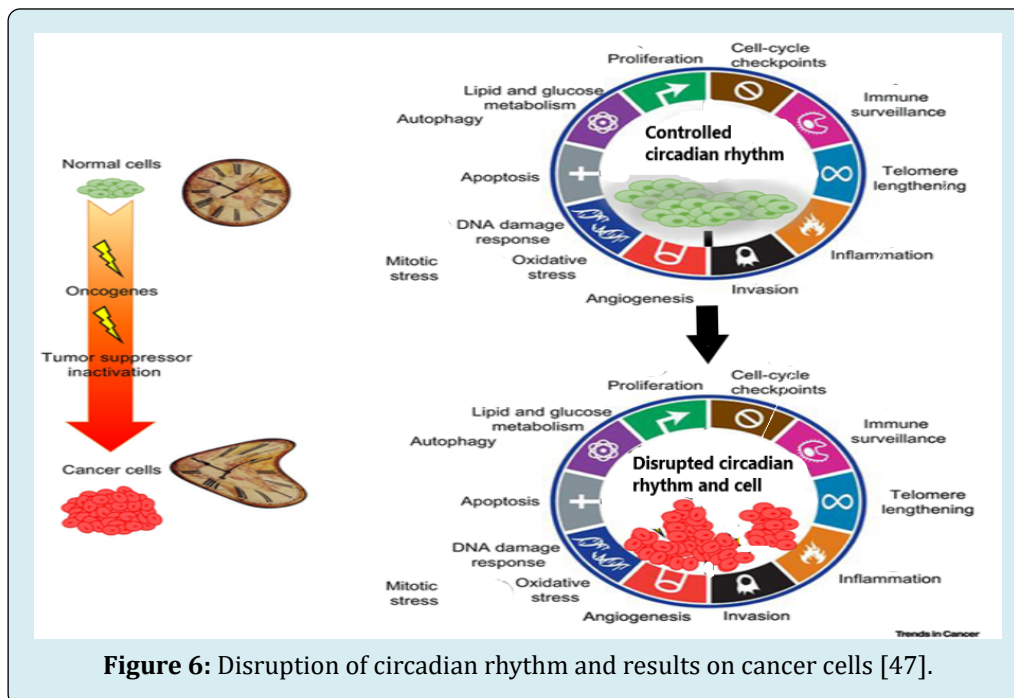 Normal cells
Oncogenes
Tumor suppressor
inactivation
Cancer cells
Proliferation
Cell-cycle
checkpoints
Lipid and glucose
metabolism
Immune
surveillance
Autophagy
Controlled
circadian rhythm
Apoptosis
Telomere
lengthening
DNA damage
response
Inflammation
Mitotic
stress
Oxidative
stress
Angiogenesis
Invasion
Proliferation
Cell-cycle
checkpoints
Lipid and glucose
metabolism
Immune
surveillance
Autophagy
Disrupted circadian
rhythm and cell
Apoptosis
Telomere
lengthening
DNA damage
response
Inflammation
Mitotic
stress
Oxidative
stress
Angiogenesis
Invasion
Trends in Cancer
Figure 6: Disruption of circadian rhythm and results on cancer cells [47].